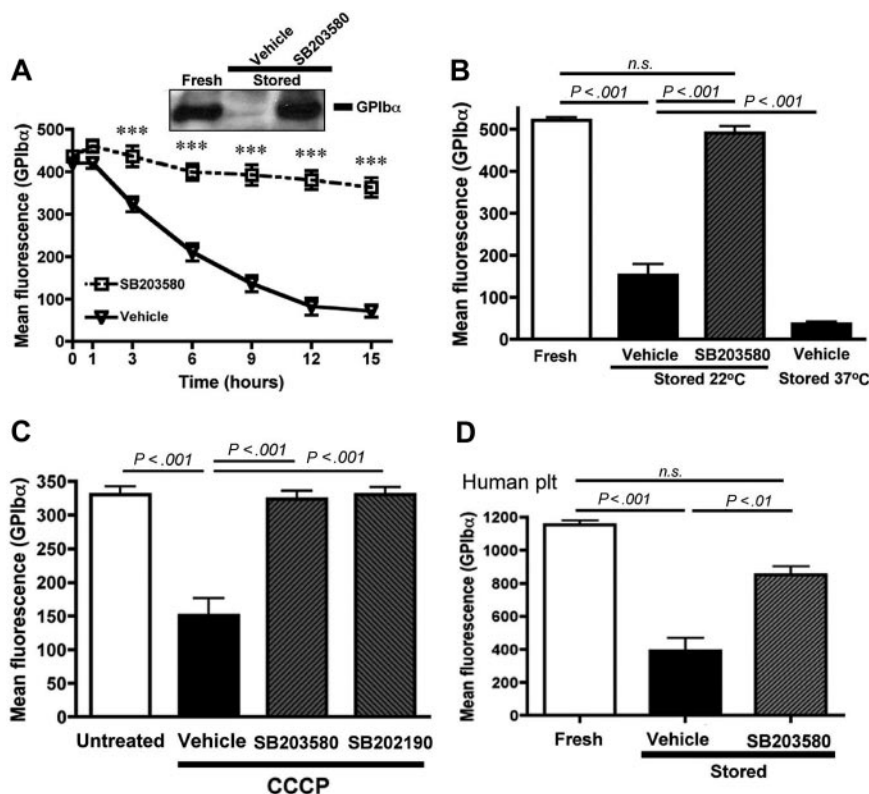 A
Vehicle
SB203580
Fresh
Stored
GPIbα
Mean fluorescence (GPIbα)
500
400
300
200
100
0
***
***
***
***
***
SB203580
Vehicle
0 1 3 6 9 12 15
Time (hours)
B
n.s.
P < .001
P < .001
P < .001
Mean fluorescence (GPIbα)
500
400
300
200
100
0
Fresh
Vehicle SB203580 Vehicle
Stored 22°C Stored 37°C
C
P < .001
P < .001
P < .001
Mean fluorescence (GPIbα)
350
300
250
200
150
100
50
0
Untreated Vehicle SB203580 SB202190
CCCP
D
Human plt
n.s.
P < .001
P < .01
Mean fluorescence (GPIbα)
1200
1000
800
600
400
200
0
Fresh Vehicle SB203580
Stored